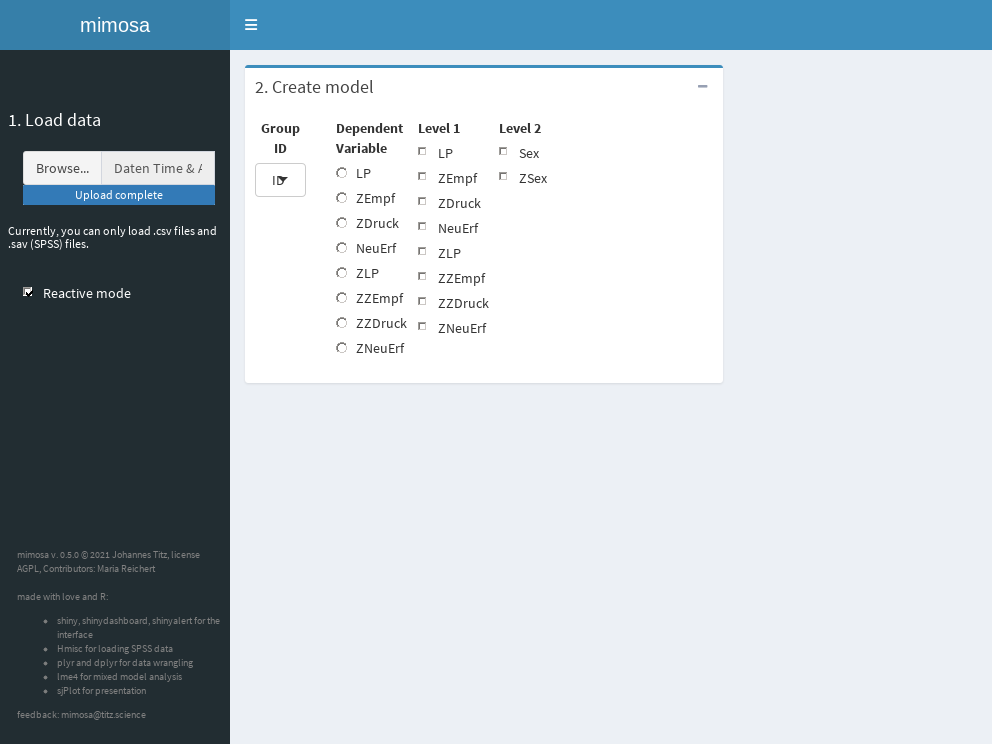 mimosa
1. Load data
Browse...
Daten Time & A
Upload complete
Currently, you can only load .csv files and
.sav (SPSS) files.
Reactive mode
mimosa v. 0.5.0 © 2021 Johannes Titz, license
AGPL, Contributors: Maria Reichert
made with love and R:
shiny, shinydashboard, shinyalert for the
interface
Hmisc for loading SPSS data
plyr and dplyr for data wrangling
lme4 for mixed model analysis
sjPlot for presentation
feedback: mimosa@titz.science
2. Create model
Group
ID
ID
Dependent
Variable
LP
ZEmpf
ZDruck
NeuErf
ZLP
ZZEmpf
ZZDruck
ZNeuErf
Level 1
LP
ZEmpf
ZDruck
NeuErf
ZLP
ZZEmpf
ZZDruck
ZNeuErf
Level 2
Sex
ZSex